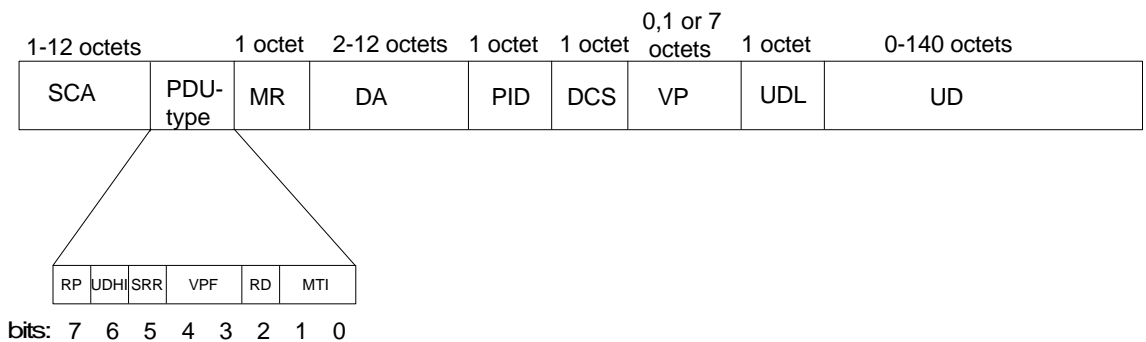 0,1 or 7
1-12 octets 1 octet 2-12 octets 1 octet 1 octet octets 1 octet 0-140 octets
SCA PDU- MR DA PID DCS VP UDL UD
type
RP UDHI SRR VPF RD MTI
bits: 7 6 5 4 3 2 1 0